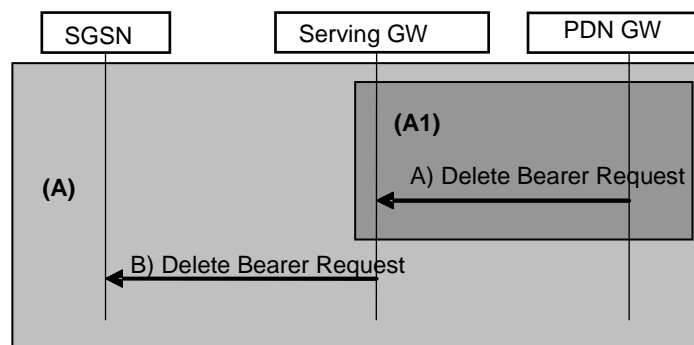 SGSN
Serving GW
PDN GW
(A1)
(A)
A) Delete Bearer Request
B) Delete Bearer Request